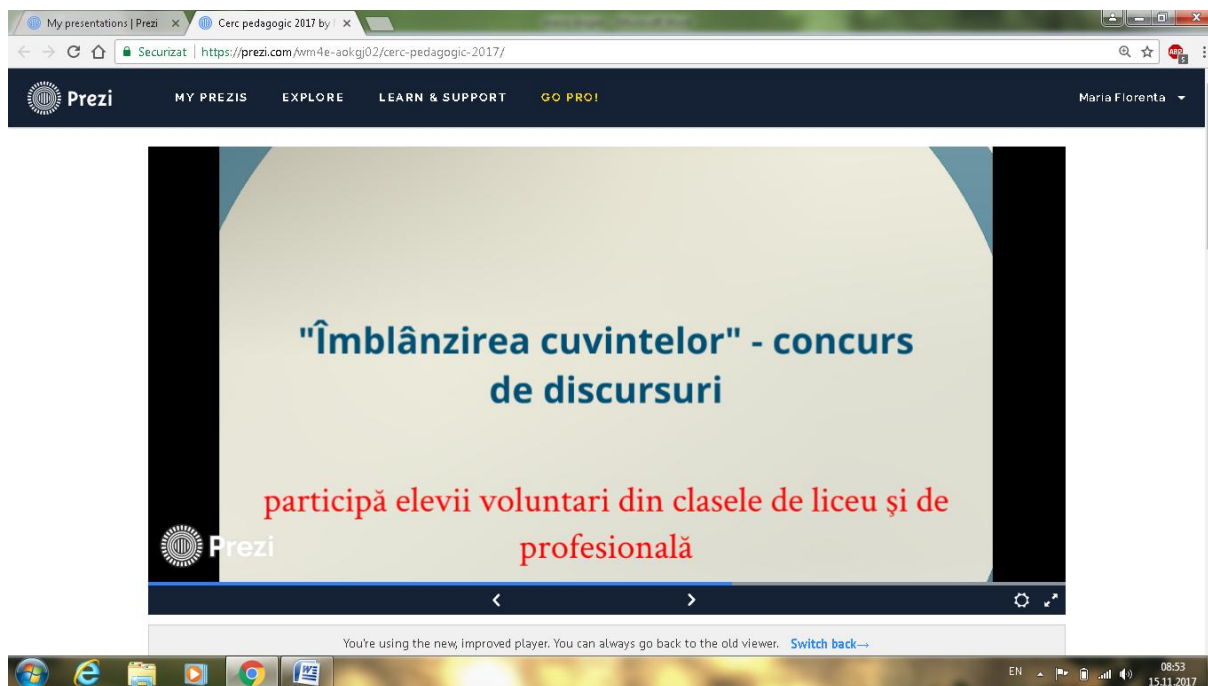 My presentations | Prezi
Cerc pedagogic 2017 by
Securizat | https://prezi.com/wm4e-aokgj02/cerc-pedagogic-2017/
ABP
5
Prezi
MY PREZIS EXPLORE LEARN & SUPPORT GO PRO!
Maria Florenta
"Îmblânzirea cuvintelor" - concurs
de discursuri
participă elevii voluntari din clasele de liceu şi de
profesională
Prezi
You're using the new, improved player. You can always go back to the old viewer. Switch back→
EN
08:53
15.11.2017